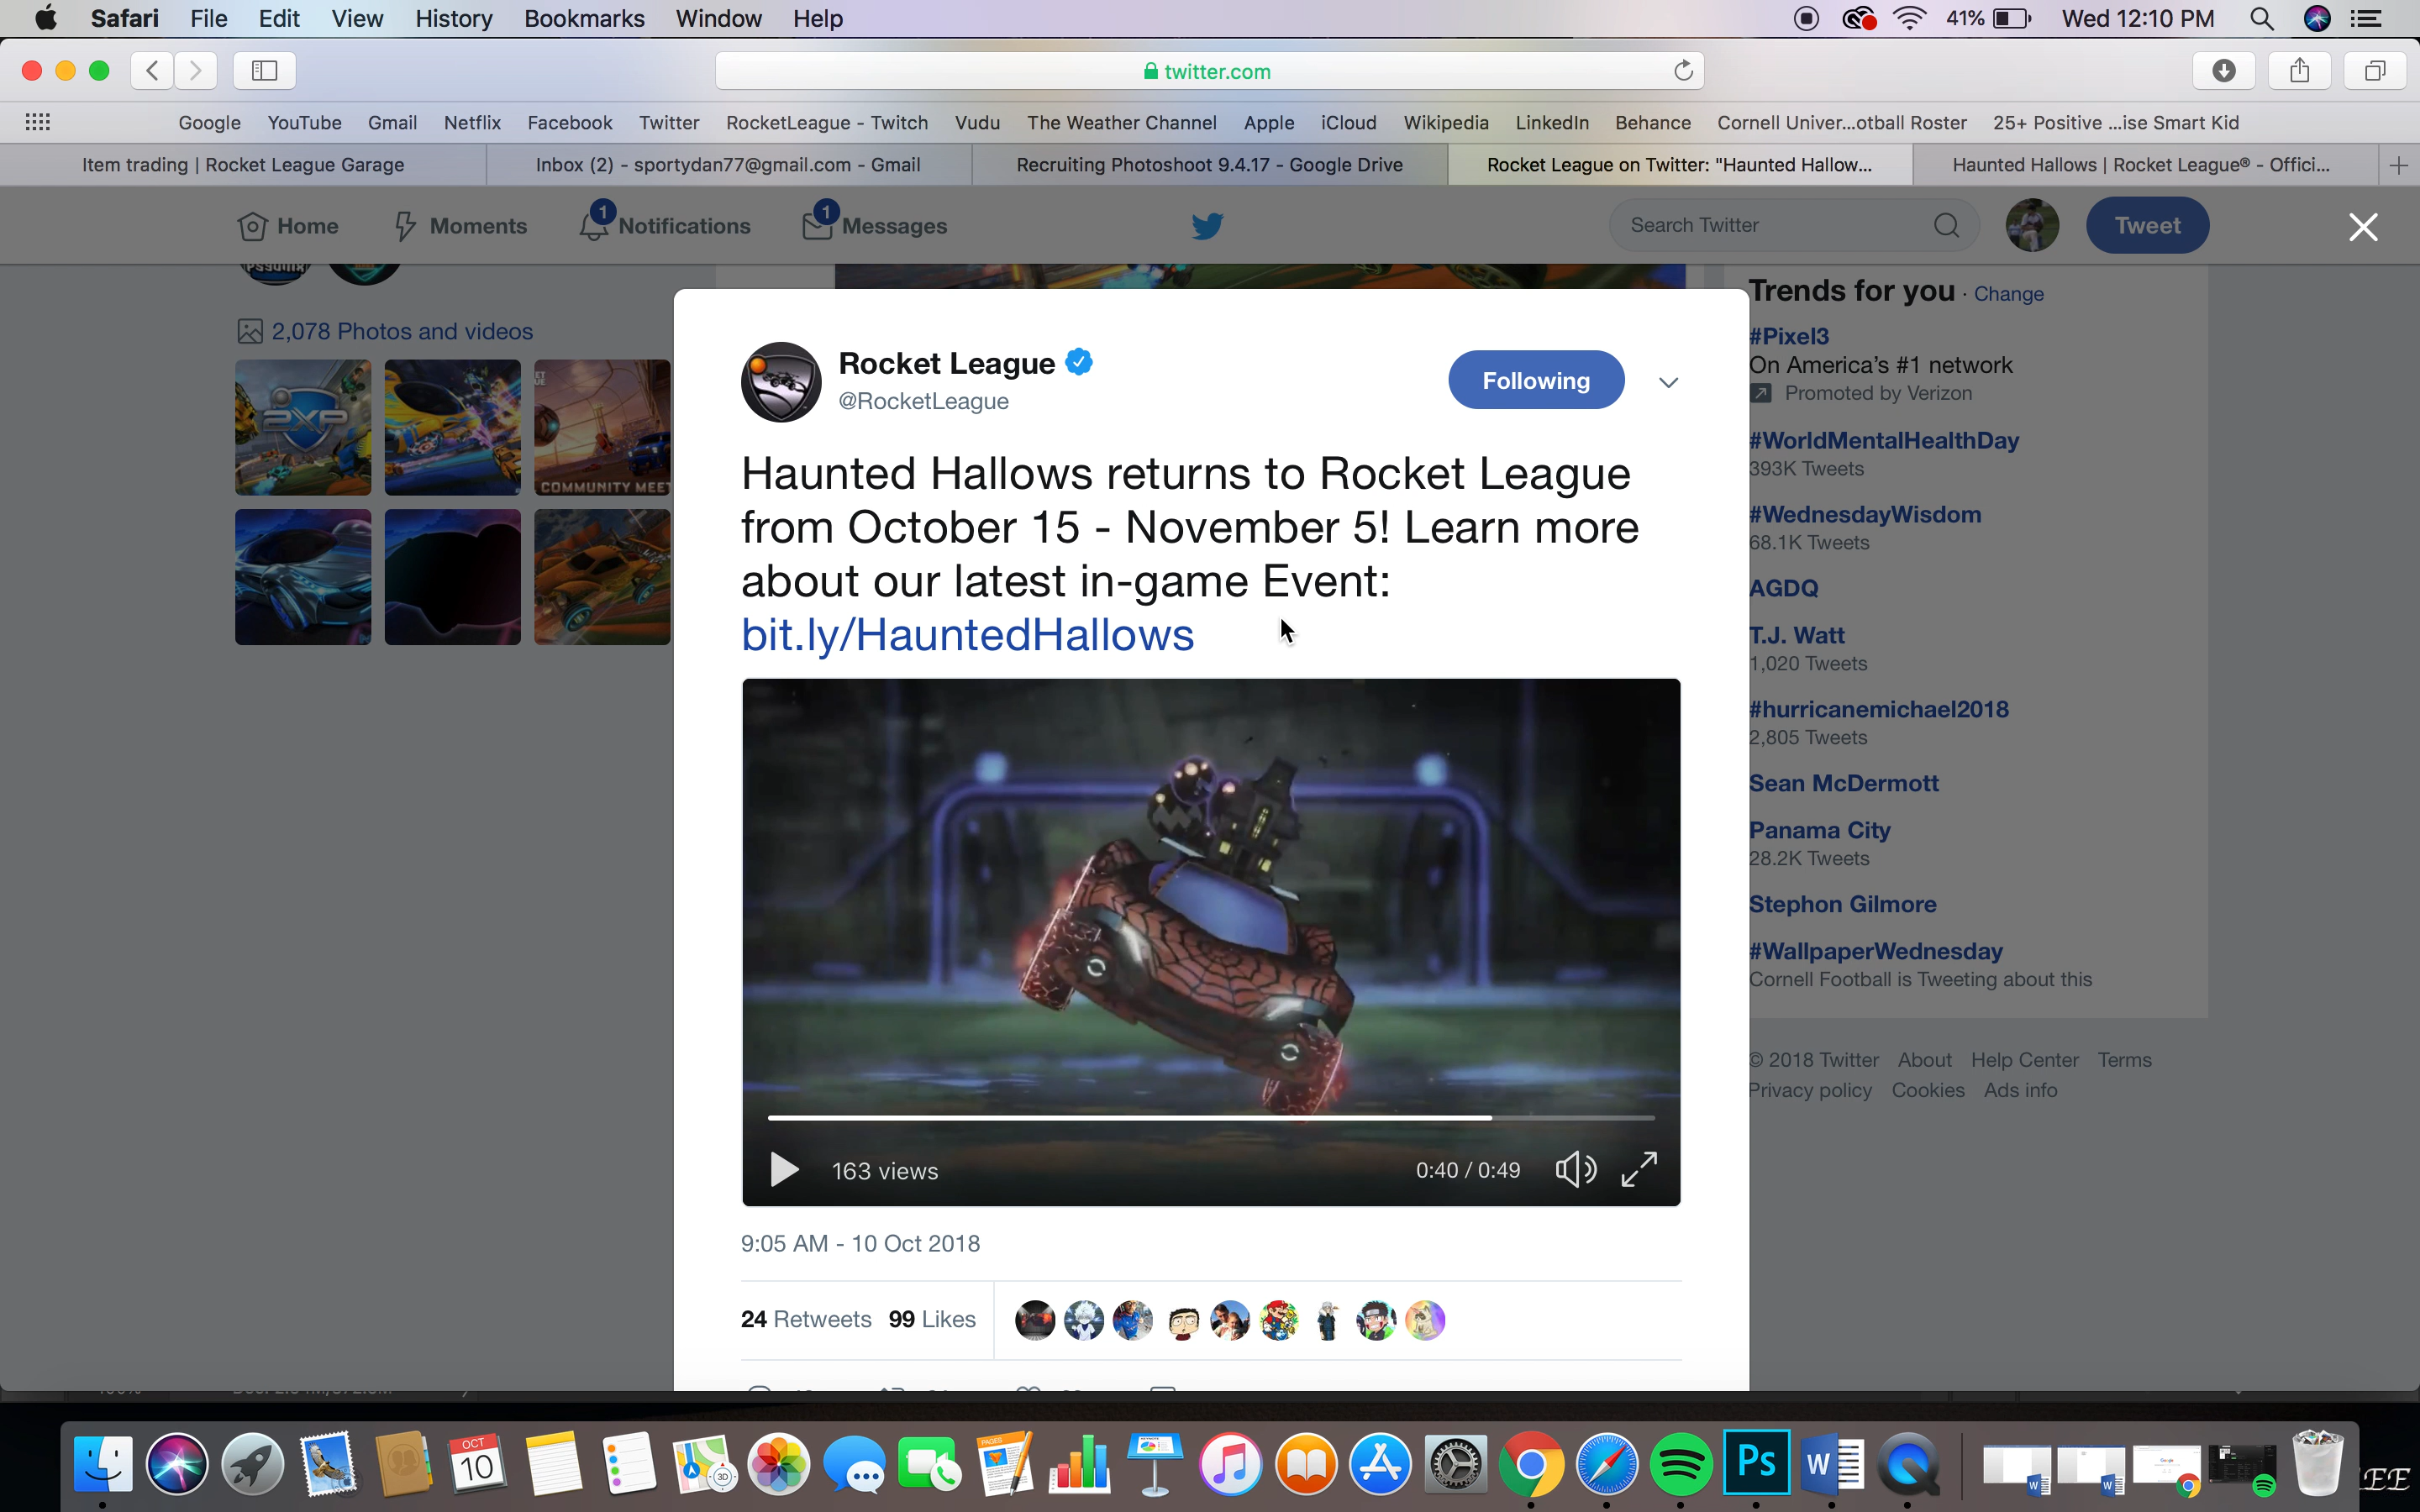 Safari File Edit View History Bookmarks Window Help 41% Wed 12:10 PM
twitter.com
Google YouTube Gmail Netflix Facebook Twitter RocketLeague - Twitch Vudu The Weather Channel Apple iCloud Wikipedia LinkedIn Behance Cornell Univer...otball Roster 25+ Positive ...ise Smart Kid
Item trading | Rocket League Garage Inbox (2) - sportydan77@gmail.com - Gmail Recruiting Photoshoot 9.4.17 - Google Drive Rocket League on Twitter: "Haunted Hallow... Haunted Hallows | Rocket League® - Offici...
Home Moments 1 Notifications 1 Messages Search Twitter Tweet
2,078 Photos and videos
2XP
COMMUNITY MEET
Rocket League
@RocketLeague
Following
Haunted Hallows returns to Rocket League
from October 15 - November 5! Learn more
about our latest in-game Event:
bit.ly/HauntedHallows
163 views 0:40 / 0:49
9:05 AM - 10 Oct 2018
24 Retweets 99 Likes
Trends for you · Change
#Pixel3
On America's #1 network
Promoted by Verizon
#WorldMentalHealthDay
393K Tweets
#WednesdayWisdom
68.1K Tweets
AGDQ
T.J. Watt
1,020 Tweets
#hurricanemichael2018
2,805 Tweets
Sean McDermott
Panama City
28.2K Tweets
Stephon Gilmore
#WallpaperWednesday
Cornell Football is Tweeting about this
© 2018 Twitter About Help Center Terms
Privacy policy Cookies Ads info
OCT
10
3D
PAGES
Ps
W